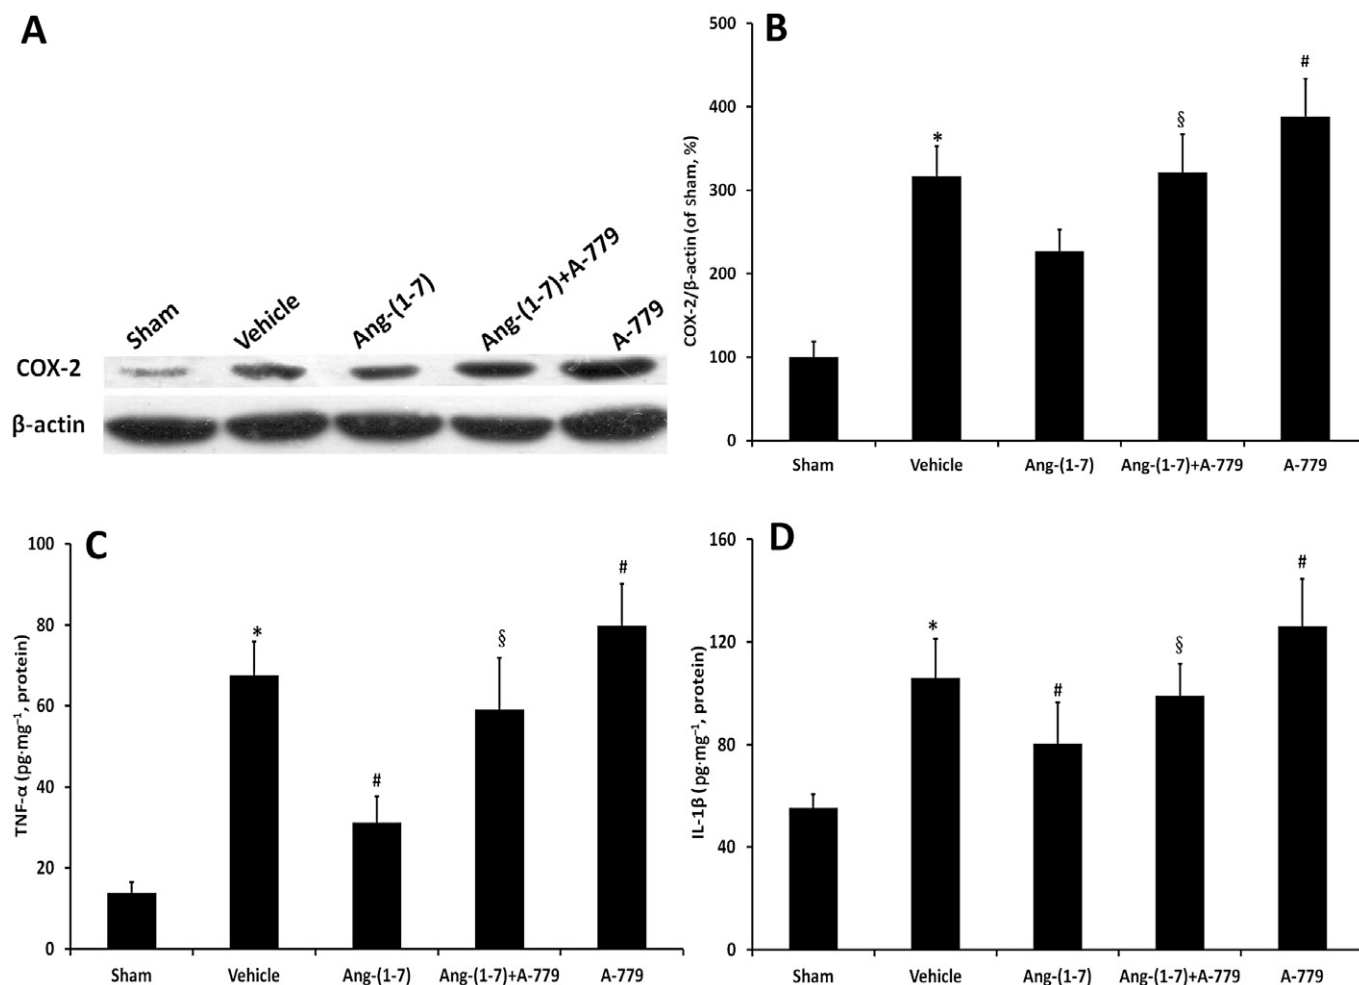 A
Sham
Vehicle
Ang-(1-7)
Ang-(1-7)+A-779
A-779
COX-2
β-actin
B
COX-2/β-actin (of sham, %)
500
400
300
200
100
0
*
§
#
Sham
Vehicle
Ang-(1-7)
Ang-(1-7)+A-779
A-779
C
TNF-α (pg·mg⁻¹, protein)
100
80
60
40
20
0
*
#
§
#
Sham
Vehicle
Ang-(1-7)
Ang-(1-7)+A-779
A-779
D
IL-1β (pg·mg⁻¹, protein)
160
120
80
40
0
*
#
§
#
Sham
Vehicle
Ang-(1-7)
Ang-(1-7)+A-779
A-779